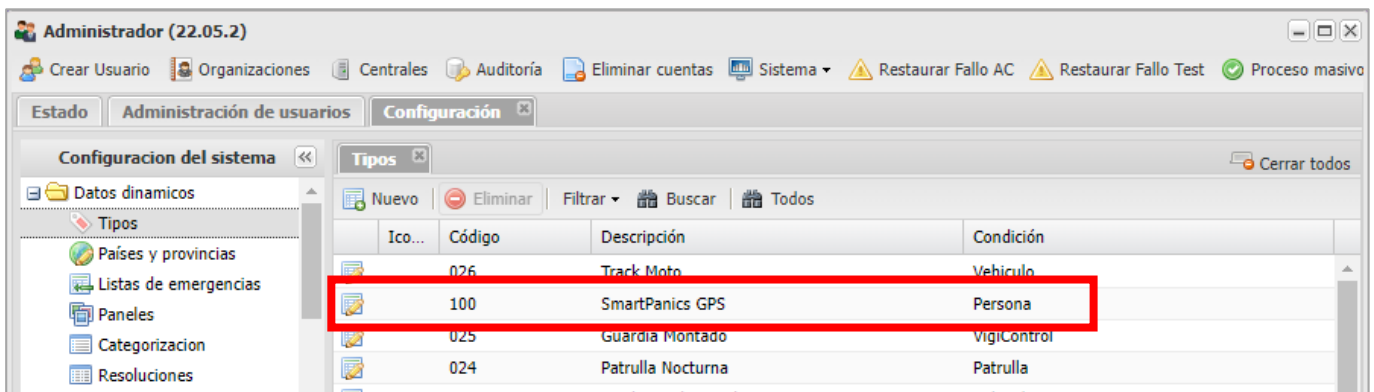 Administrador (22.05.2)
Crear Usuario Organizaciones Centrales Auditoría Eliminar cuentas Sistema Restaurar Fallo AC Restaurar Fallo Test Proceso masivo
Estado Administración de usuarios Configuración
Configuracion del sistema
Datos dinamicos
Tipos
Países y provincias
Listas de emergencias
Paneles
Categorizacion
Resoluciones
Tipos Cerrar todos
Nuevo Eliminar Filtrar Buscar Todos
Ico... Código Descripción Condición
026 Track Moto Vehiculo
100 SmartPanics GPS Persona
025 Guardia Montado VigiControl
024 Patrulla Nocturna Patrulla